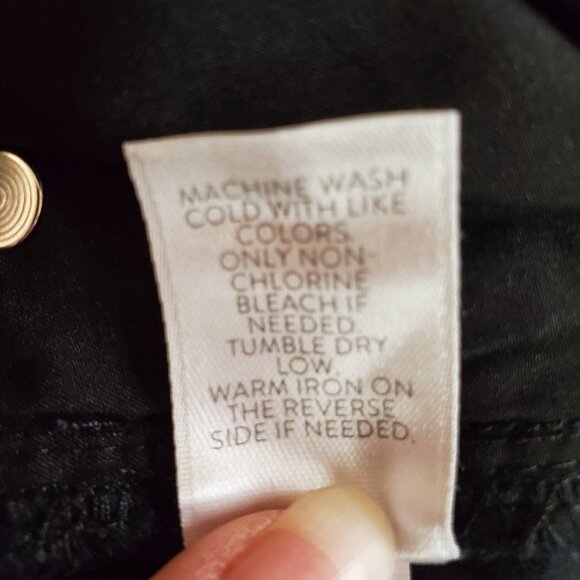 MACHINE WASH
COLD WITH LIKE
COLORS.
ONLY NON-
CHLORINE
BLEACH IF
NEEDED.
TUMBLE DRY
LOW.
WARM IRON ON
THE REVERSE
SIDE IF NEEDED.